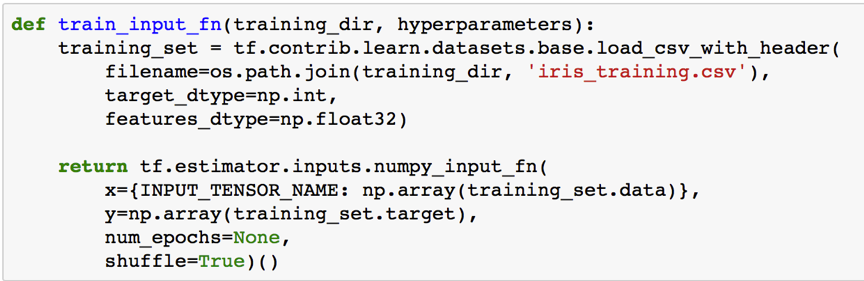 def train_input_fn(training_dir, hyperparameters):
    training_set = tf.contrib.learn.datasets.base.load_csv_with_header(
        filename=os.path.join(training_dir, 'iris_training.csv'),
        target_dtype=np.int,
        features_dtype=np.float32)

    return tf.estimator.inputs.numpy_input_fn(
        x={INPUT_TENSOR_NAME: np.array(training_set.data)},
        y=np.array(training_set.target),
        num_epochs=None,
        shuffle=True)()